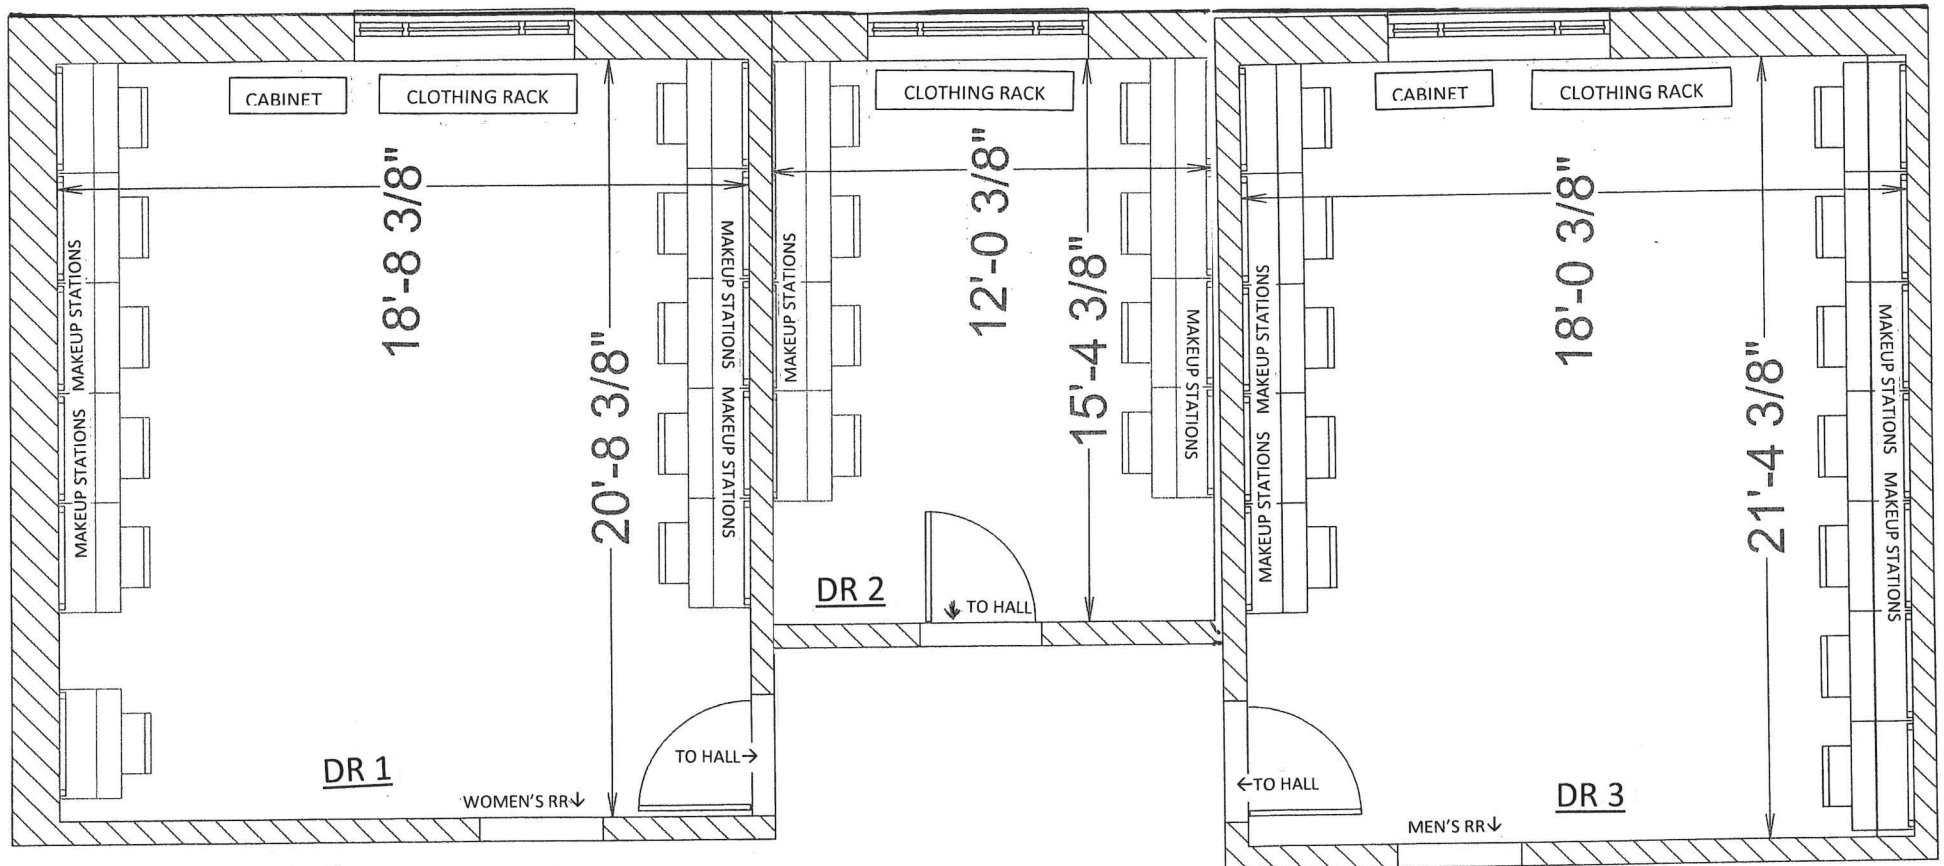 CABINET
CLOTHING RACK
18'-8 3/8"
20'-8 3/8"
MAKEUP STATIONS
MAKEUP STATIONS
MAKEUP STATIONS
MAKEUP STATIONS
DR 1
WOMEN'S RR↓
TO HALL→
CLOTHING RACK
12'-0 3/8"
15'-4 3/8"
MAKEUP STATIONS
MAKEUP STATIONS
DR 2
↓ TO HALL
CABINET
CLOTHING RACK
18'-0 3/8"
21'-4 3/8"
MAKEUP STATIONS
MAKEUP STATIONS
MAKEUP STATIONS
MAKEUP STATIONS
←TO HALL
DR 3
MEN'S RR↓